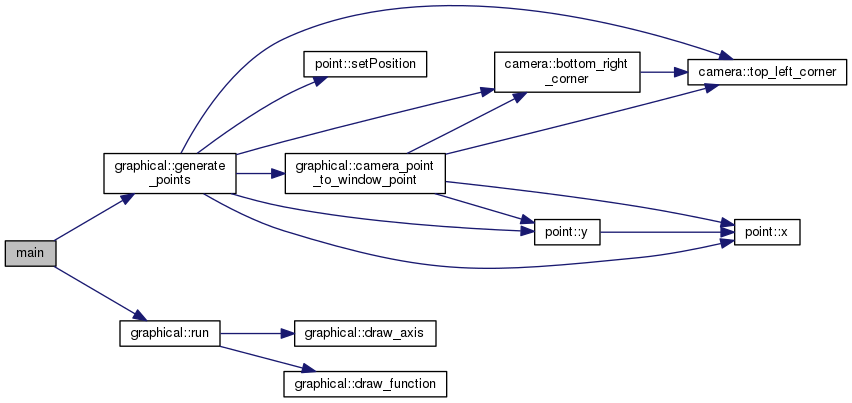 main
graphical::generate
_points
point::setPosition
camera::bottom_right
_corner
camera::top_left_corner
graphical::camera_point
_to_window_point
point::y
point::x
graphical::run
graphical::draw_axis
graphical::draw_function